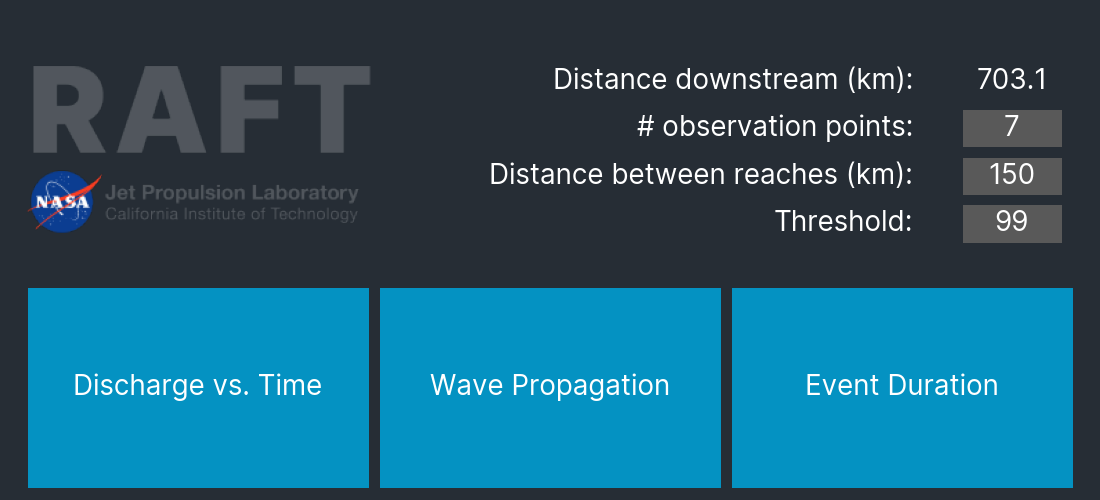 RAFT
NASA
Jet Propulsion Laboratory
California Institute of Technology
Distance downstream (km): 703.1
# observation points: 7
Distance between reaches (km): 150
Threshold: 99
Discharge vs. Time
Wave Propagation
Event Duration